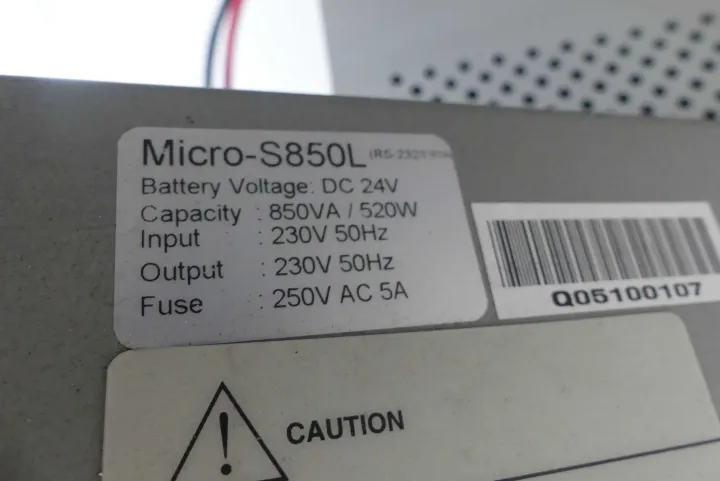 Micro-S850L
Battery Voltage: DC 24V
Capacity : 850VA / 520W
Input : 230V 50Hz
Output : 230V 50Hz
Fuse : 250V AC 5A
Q05100107
CAUTION